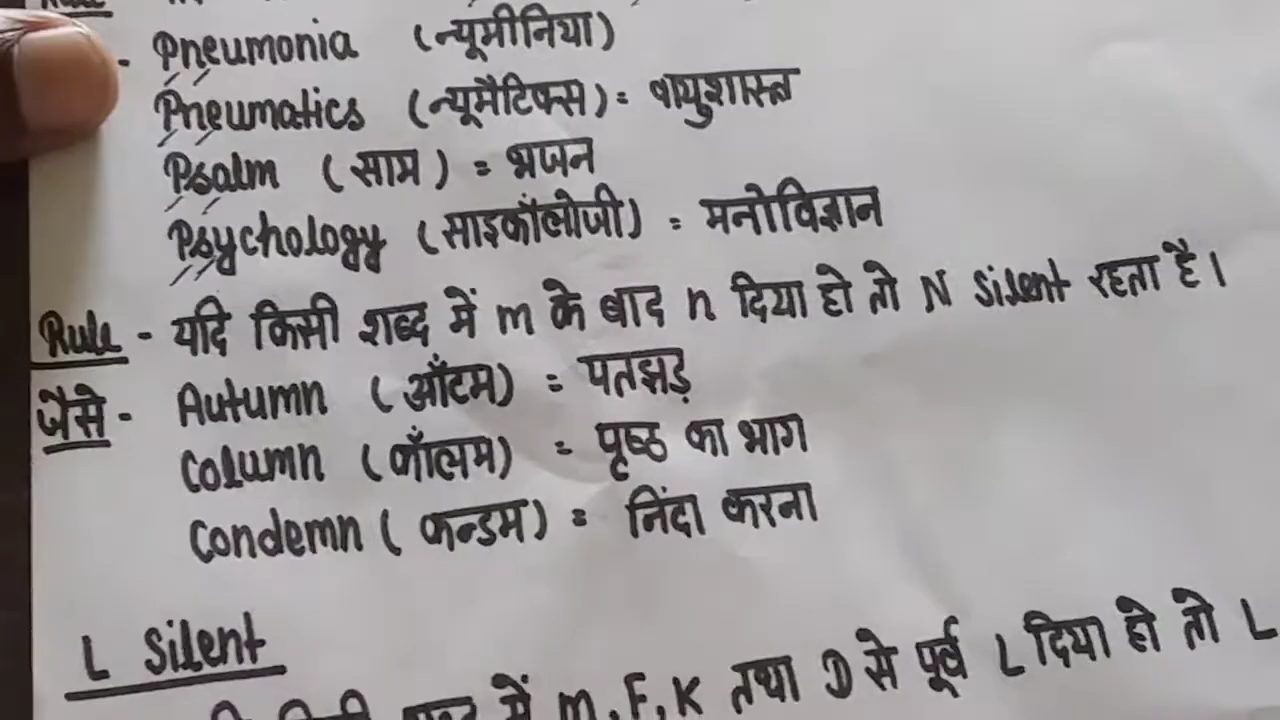 Pneumonia (न्यूमीनिया)
Pneumatics (न्यूमैटिक्स) = वायुशास्त्र
Psalm (साम) = भजन
Psychology (साइकॉलोजी) = मनोविज्ञान
Rule - यदि किसी शब्द में m के बाद n दिया हो तो N Silent रहता है।
जैसे - Autumn (ऑटम) = पतझड़
Column (कॉलम) = पृष्ठ का भाग
Condemn (कन्डम) = निंदा करना
L Silent
में m, F, K तथा D से पूर्व L दिया हो तो L